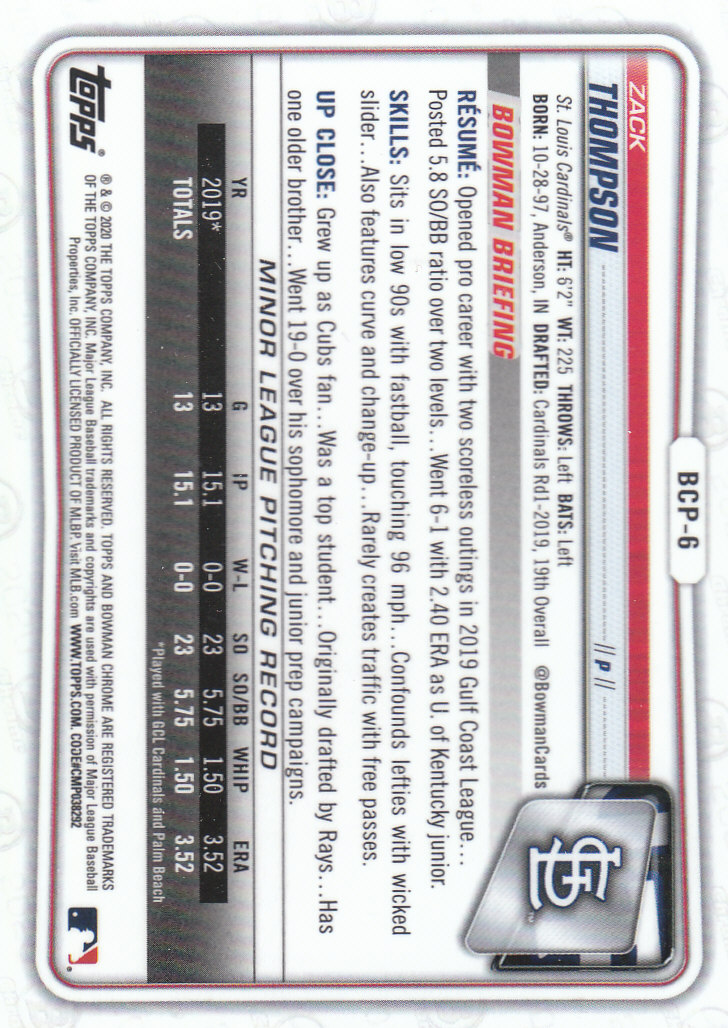 BCP-6
ZACK
THOMPSON
|| P ||
St. Louis Cardinals® HT: 6'2" WT: 225 THROWS: Left BATS: Left
BORN: 10-28-97, Anderson, IN DRAFTED: Cardinals Rd1-2019, 19th Overall @BowmanCards
BOWMAN BRIEFING
RÉSUMÉ: Opened pro career with two scoreless outings in 2019 Gulf Coast League...
Posted 5.8 SO/BB ratio over two levels...Went 6-1 with 2.40 ERA as U. of Kentucky junior.
SKILLS: Sits in low 90s with fastball, touching 96 mph...Confounds lefties with wicked
slider...Also features curve and change-up...Rarely creates traffic with free passes.
UP CLOSE: Grew up as Cubs fan...Was a top student...Originally drafted by Rays...Has
one older brother...Went 19-0 over his sophomore and junior prep campaigns.
MINOR LEAGUE PITCHING RECORD
YR G IP W-L SO SO/BB WHIP ERA
2019* 13 15.1 0-0 23 5.75 1.50 3.52
TOTALS 13 15.1 0-0 23 5.75 1.50 3.52
*Played with GCL Cardinals and Palm Beach
Topps®
® & © 2020 THE TOPPS COMPANY, INC. ALL RIGHTS RESERVED. TOPPS AND BOWMAN CHROME ARE REGISTERED TRADEMARKS
OF THE TOPPS COMPANY, INC. Major League Baseball trademarks and copyrights are used with permission of Major League Baseball
Properties, Inc. OFFICIALLY LICENSED PRODUCT OF MLBP. Visit MLB.com WWW.TOPPS.COM. CODE#CMP038292